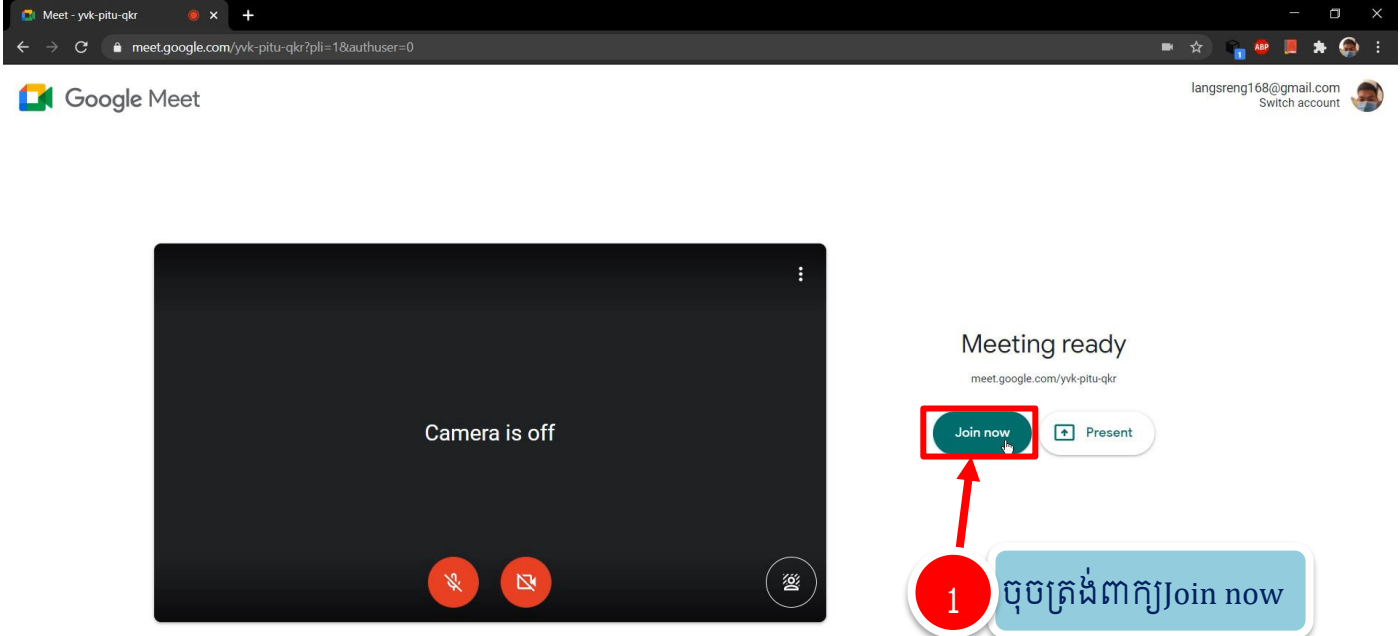 Meet - yvk-pitu-qkr
meet.google.com/yvk-pitu-qkr?pli=1&authuser=0
1
ABP
Google Meet
langsreng168@gmail.com
Switch account
Meeting ready
meet.google.com/yvk-pitu-qkr
Camera is off
Join now
Present
1
ចុចត្រង់ពាក្យJoin now